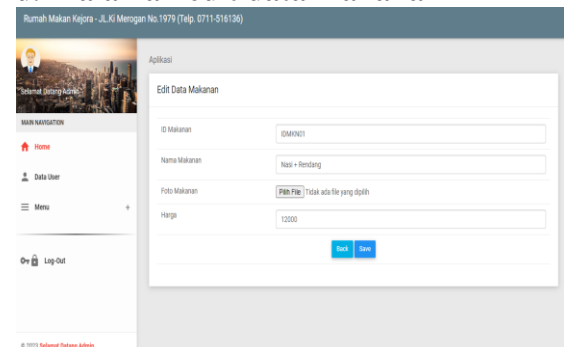 Rumah Makan Kejora - JL.Ki Merogan No.1979 (Telp. 0711-516136)
Selamat Datang Admin
MAIN NAVIGATION
Home
Data User
Menu +
Log-Out
© 2023 Selamat Datang Admin
Aplikasi
Edit Data Makanan
ID Makanan IDMKN01
Nama Makanan Nasi + Rendang
Foto Makanan Pilih File Tidak ada file yang dipilih
Harga 12000
Back Save